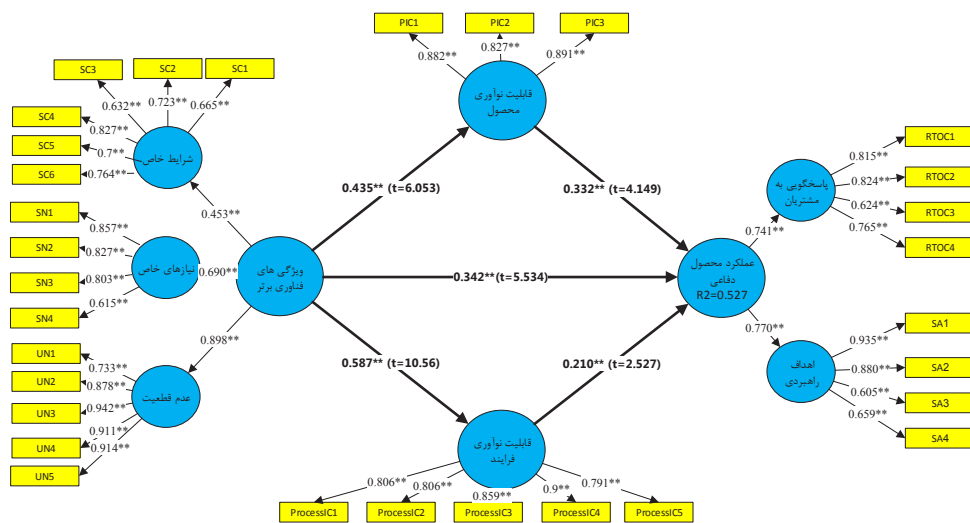 PIC1
PIC2
PIC3
0.882**
0.827**
0.891**
قابلیت نوآوری
محصول
SC3
SC2
SC1
SC4
SC5
SC6
0.632**
0.723**
0.665**
0.827**
0.7**
0.764**
شرایط خاص
0.453**
SN1
SN2
SN3
SN4
0.857**
0.827**
0.803**
0.615**
نیازهای خاص
0.690**
ویژگی های
فناوری برتر
0.898**
UN1
UN2
UN3
UN4
UN5
0.733**
0.878**
0.942**
0.911**
0.914**
عدم قطعیت
0.435** (t=6.053)
0.332** (t=4.149)
0.342**(t=5.534)
0.587** (t=10.56)
0.210** (t=2.527)
عملکرد محصول
دفاعی
R2=0.527
0.741**
0.770**
پاسخگویی به
مشتریان
0.815**
0.824**
0.624**
0.765**
RTOC1
RTOC2
RTOC3
RTOC4
اهداف
راهبردی
0.935**
0.880**
0.605**
0.659**
SA1
SA2
SA3
SA4
قابلیت نوآوری
فرایند
0.806**
0.806**
0.859**
0.9**
0.791**
ProcessIC1
ProcessIC2
ProcessIC3
ProcessIC4
ProcessIC5